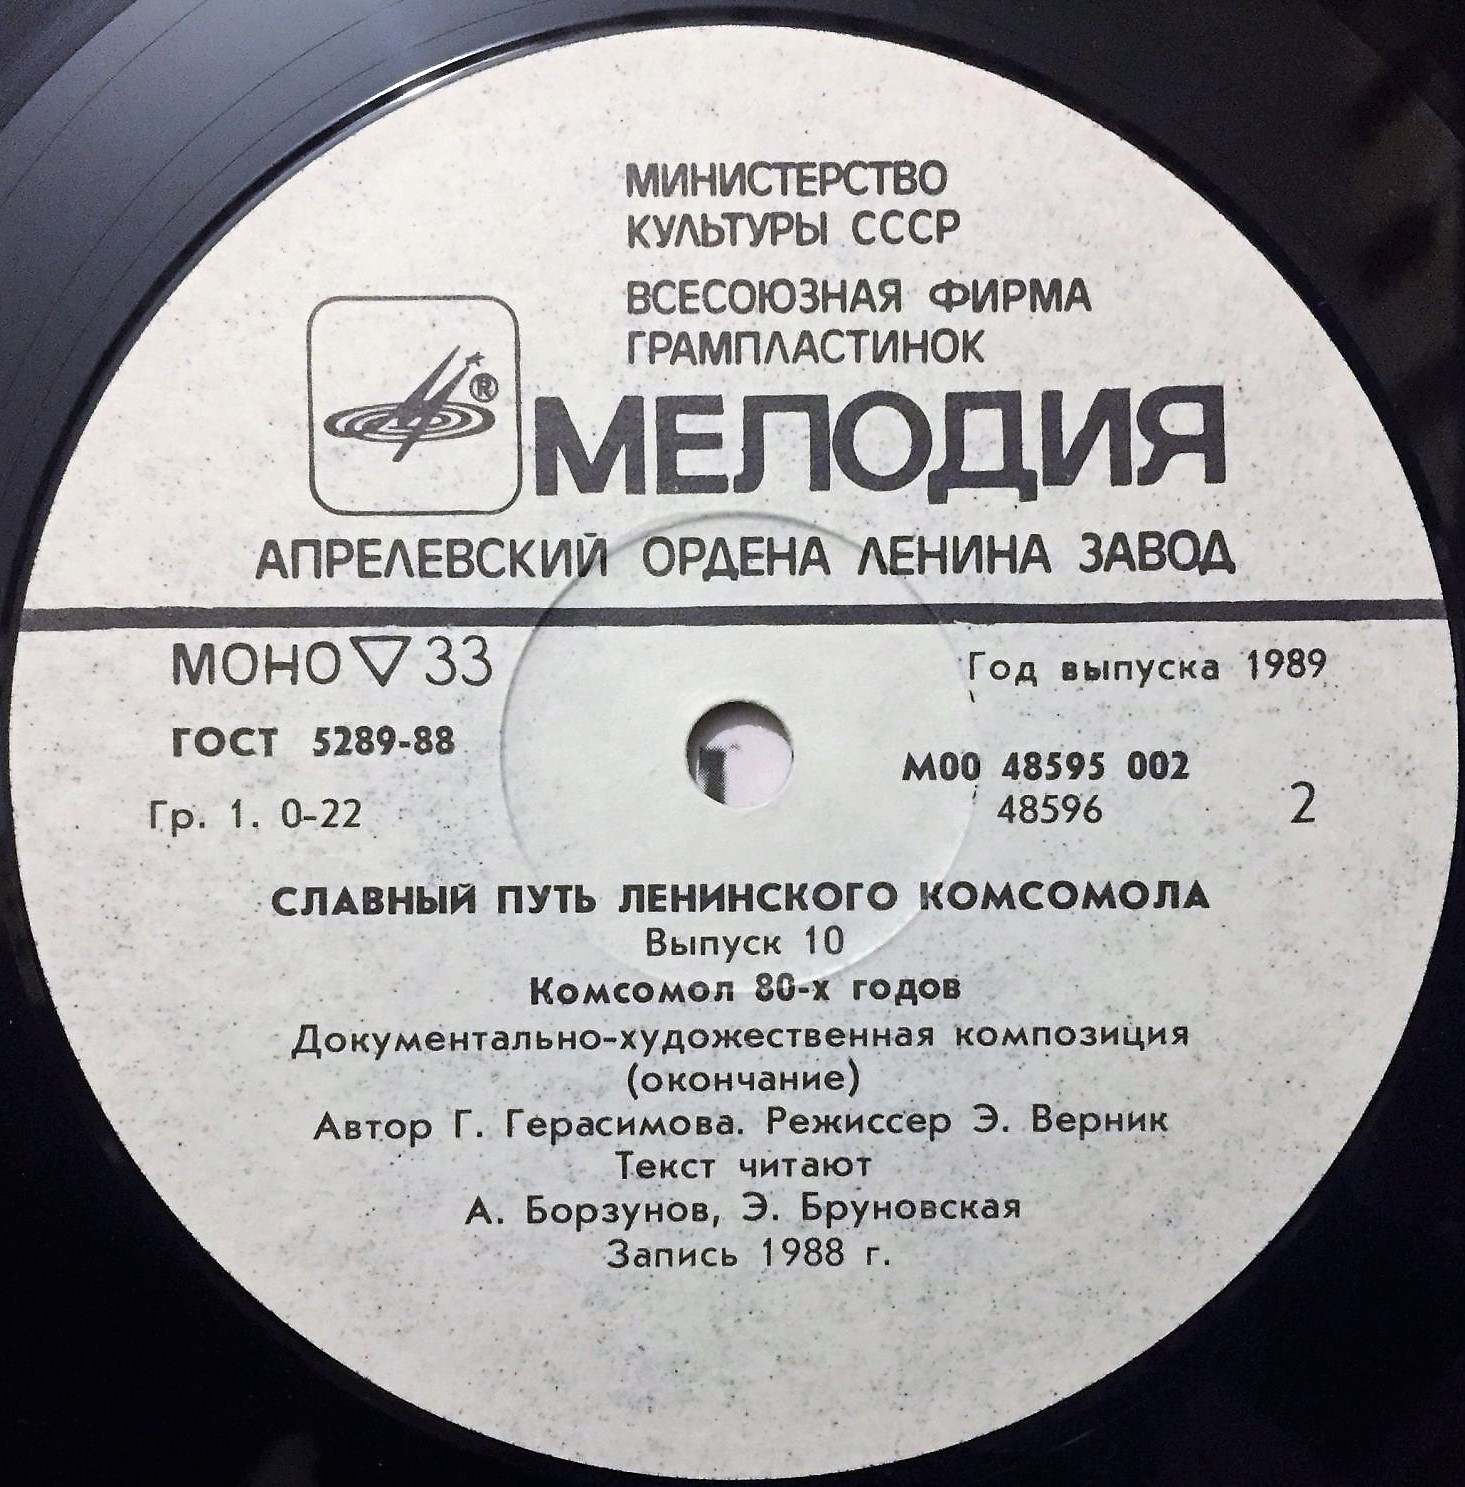 МИНИСТЕРСТВО
КУЛЬТУРЫ СССР
ВСЕСОЮЗНАЯ ФИРМА
ГРАМПЛАСТИНОК
®
МЕЛОДИЯ
АПРЕЛЕВСКИЙ ОРДЕНА ЛЕНИНА ЗАВОД
МОНО ▽ 33
Год выпуска 1989
ГОСТ 5289-88
М00 48595 002
Гр. 1. 0-22
48596
2
СЛАВНЫЙ ПУТЬ ЛЕНИНСКОГО КОМСОМОЛА
Выпуск 10
Комсомол 80-х годов
Документально-художественная композиция
(окончание)
Автор Г. Герасимова. Режиссер Э. Верник
Текст читают
А. Борзунов, Э. Бруновская
Запись 1988 г.